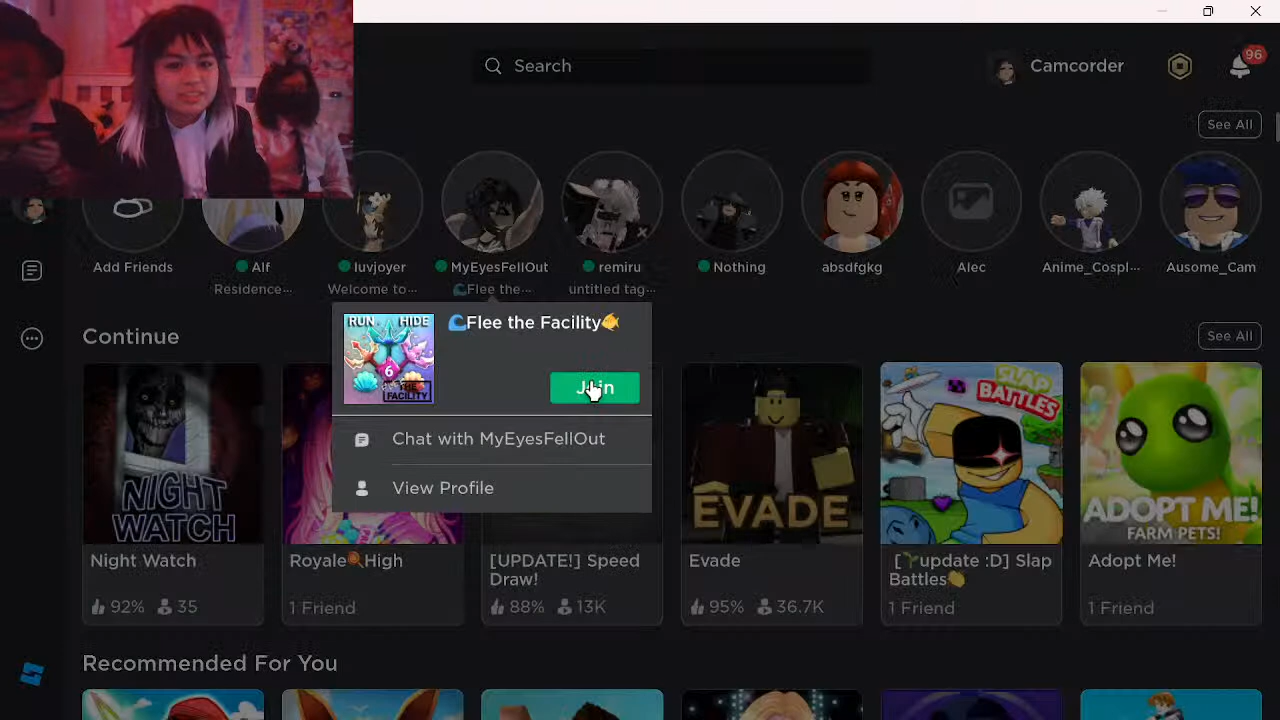 Search
Camcorder
96
See All
Add Friends
Alf
luvjoyer
MyEyesFellOut
remiru
Nothing
absdfgkg
Alec
Anime_Cospl...
Ausome_Cam
Residence...
Welcome to...
🌊Flee the...
untitled tag...
Continue
See All
RUN HIDE
6
THE FACILITY
🌊Flee the Facility🐠
Join
Chat with MyEyesFellOut
View Profile
NIGHT WATCH
EVADE
SLAP BATTLES
ADOPT ME!
FARM PETS!
Night Watch
92% 35
Royale🍭High
1 Friend
[UPDATE!] Speed
Draw!
88% 13K
Evade
95% 36.7K
[🌱update :D] Slap
Battles👏
1 Friend
Adopt Me!
1 Friend
Recommended For You